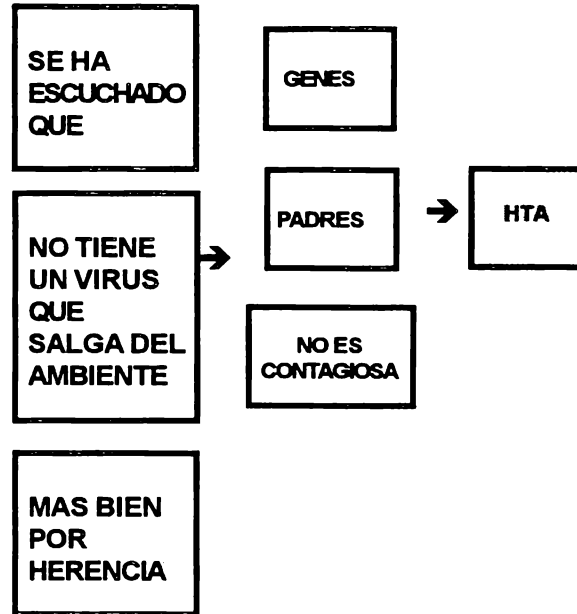 SE HA
ESCUCHADO
QUE
NO TIENE
UN VIRUS
QUE
SALGA DEL
AMBIENTE
MAS BIEN
POR
HERENCIA
GENES
PADRES
NO ES
CONTAGIOSA
HTA